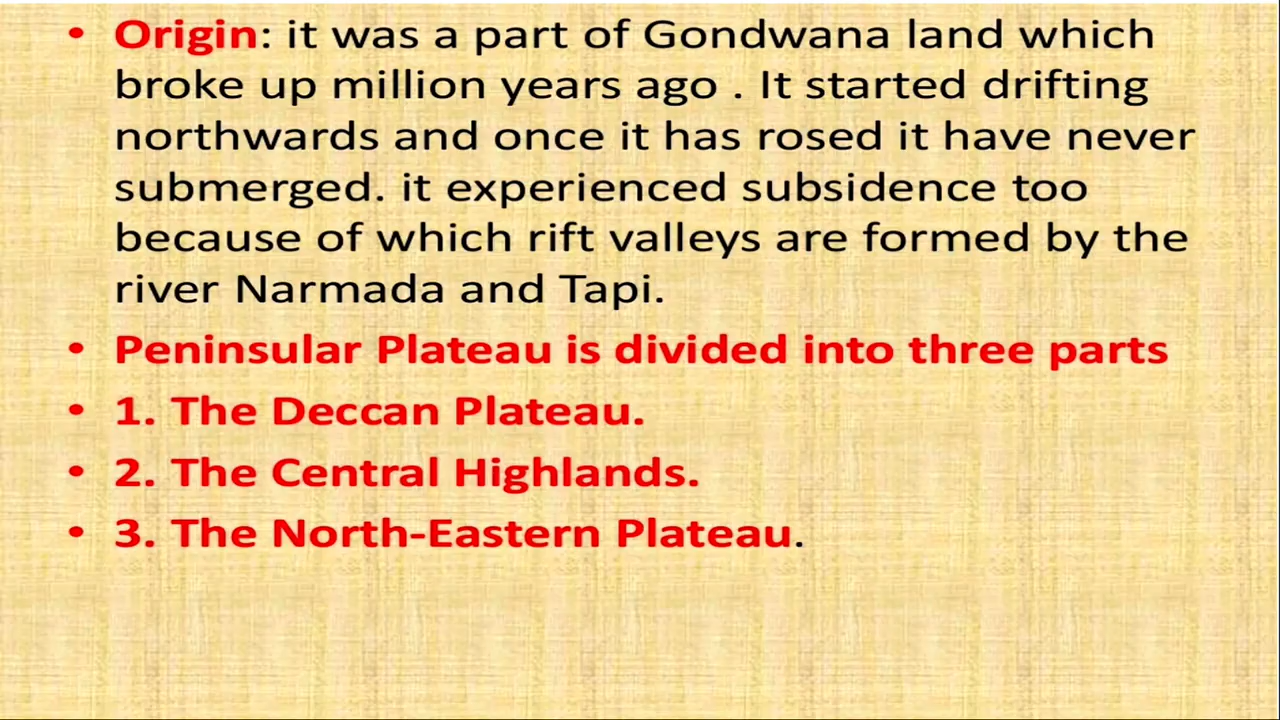 • Origin: it was a part of Gondwana land which
broke up million years ago . It started drifting
northwards and once it has rosed it have never
submerged. it experienced subsidence too
because of which rift valleys are formed by the
river Narmada and Tapi.
• Peninsular Plateau is divided into three parts
• 1. The Deccan Plateau.
• 2. The Central Highlands.
• 3. The North-Eastern Plateau.